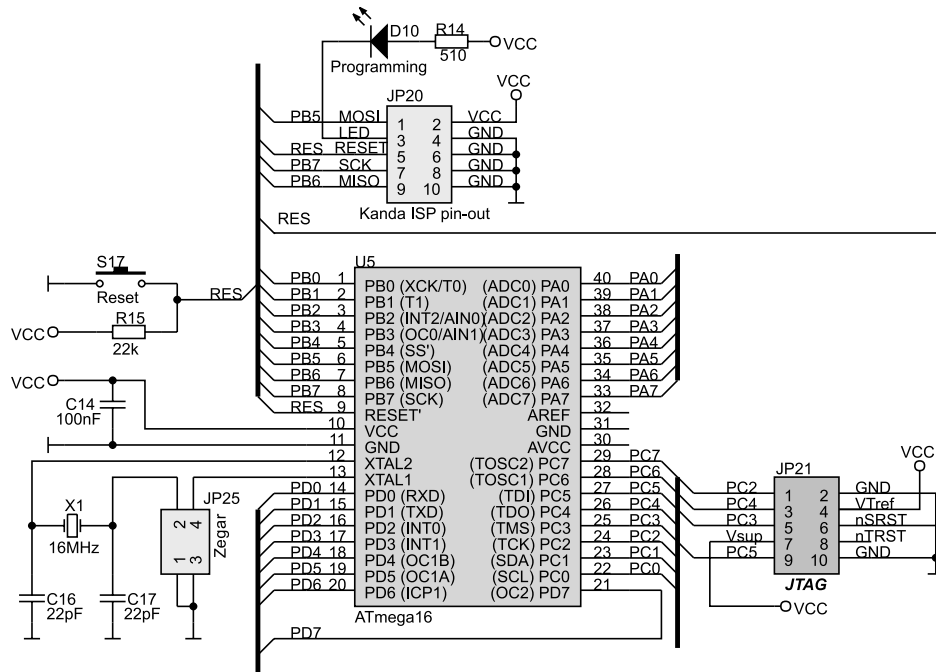 D10 R14
VCC
510
Programming
VCC
JP20
PB5 MOSI 1 2 VCC
LED 3 4 GND
RES RESET 5 6 GND
PB7 SCK 7 8 GND
PB6 MISO 9 10 GND
Kanda ISP pin-out
RES
S17
Reset
RES
R15
VCC
22k
VCC
C14
100nF
U5
PB0 1 PB0 (XCK/T0) (ADC0) PA0 40 PA0
PB1 2 PB1 (T1) (ADC1) PA1 39 PA1
PB2 3 PB2 (INT2/AIN0) (ADC2) PA2 38 PA2
PB3 4 PB3 (OC0/AIN1) (ADC3) PA3 37 PA3
PB4 5 PB4 (SS') (ADC4) PA4 36 PA4
PB5 6 PB5 (MOSI) (ADC5) PA5 35 PA5
PB6 7 PB6 (MISO) (ADC6) PA6 34 PA6
PB7 8 PB7 (SCK) (ADC7) PA7 33 PA7
RES 9 RESET' AREF 32
10 VCC GND 31
11 GND AVCC 30
12 XTAL2 (TOSC2) PC7 29 PC7
13 XTAL1 (TOSC1) PC6 28 PC6
PD0 14 PD0 (RXD) (TDI) PC5 27 PC5
PD1 15 PD1 (TXD) (TDO) PC4 26 PC4
PD2 16 PD2 (INT0) (TMS) PC3 25 PC3
PD3 17 PD3 (INT1) (TCK) PC2 24 PC2
PD4 18 PD4 (OC1B) (SDA) PC1 23 PC1
PD5 19 PD5 (OC1A) (SCL) PC0 22 PC0
PD6 20 PD6 (ICP1) (OC2) PD7 21
ATmega16
PD7
X1
16MHz
JP25
2 4
1 3
Zegar
C16
22pF
C17
22pF
VCC
JP21
PC2 1 2 GND
PC4 3 4 VTref
PC3 5 6 nSRST
Vsup 7 8 nTRST
PC5 9 10 GND
JTAG
VCC